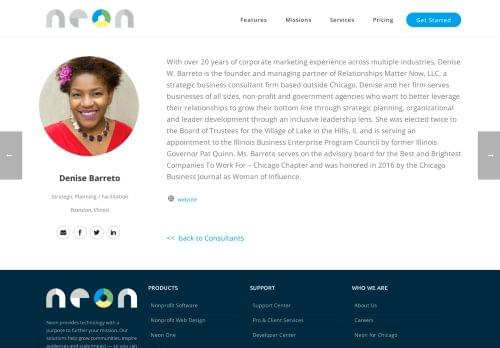 neon
Features Missions Services Pricing Get Started
With over 20 years of corporate marketing experience across multiple industries, Denise
W. Barreto is the founder and managing partner of Relationships Matter Now, LLC, a
strategic business consultant firm based outside Chicago. Denise and her firm serves
businesses of all sizes, non-profit and government agencies who want to better leverage
their relationships to grow their bottom line through strategic planning, organizational
and leader development through an inclusive leadership lens. She was elected twice to
the Board of Trustees for the Village of Lake in the Hills, IL and is serving an
appointment to the Illinois Business Enterprise Program Council by former Illinois
Governor Pat Quinn. Ms. Barreto serves on the advisory board for the Best and Brightest
Companies To Work For – Chicago Chapter and was honored in 2016 by the Chicago
Business Journal as Woman of Influence.
website
<< back to Consultants
Denise Barreto
Strategic Planning / Facilitation
Evanston, Illinois
neon
Neon provides technology with a
purpose to further your mission. Our
solutions help grow communities, inspire
audiences and scale impact — so you can
PRODUCTS
Nonprofit Software
Nonprofit Web Design
Neon One
SUPPORT
Support Center
Pro & Client Services
Developer Center
WHO WE ARE
About Us
Careers
Neon for Chicago